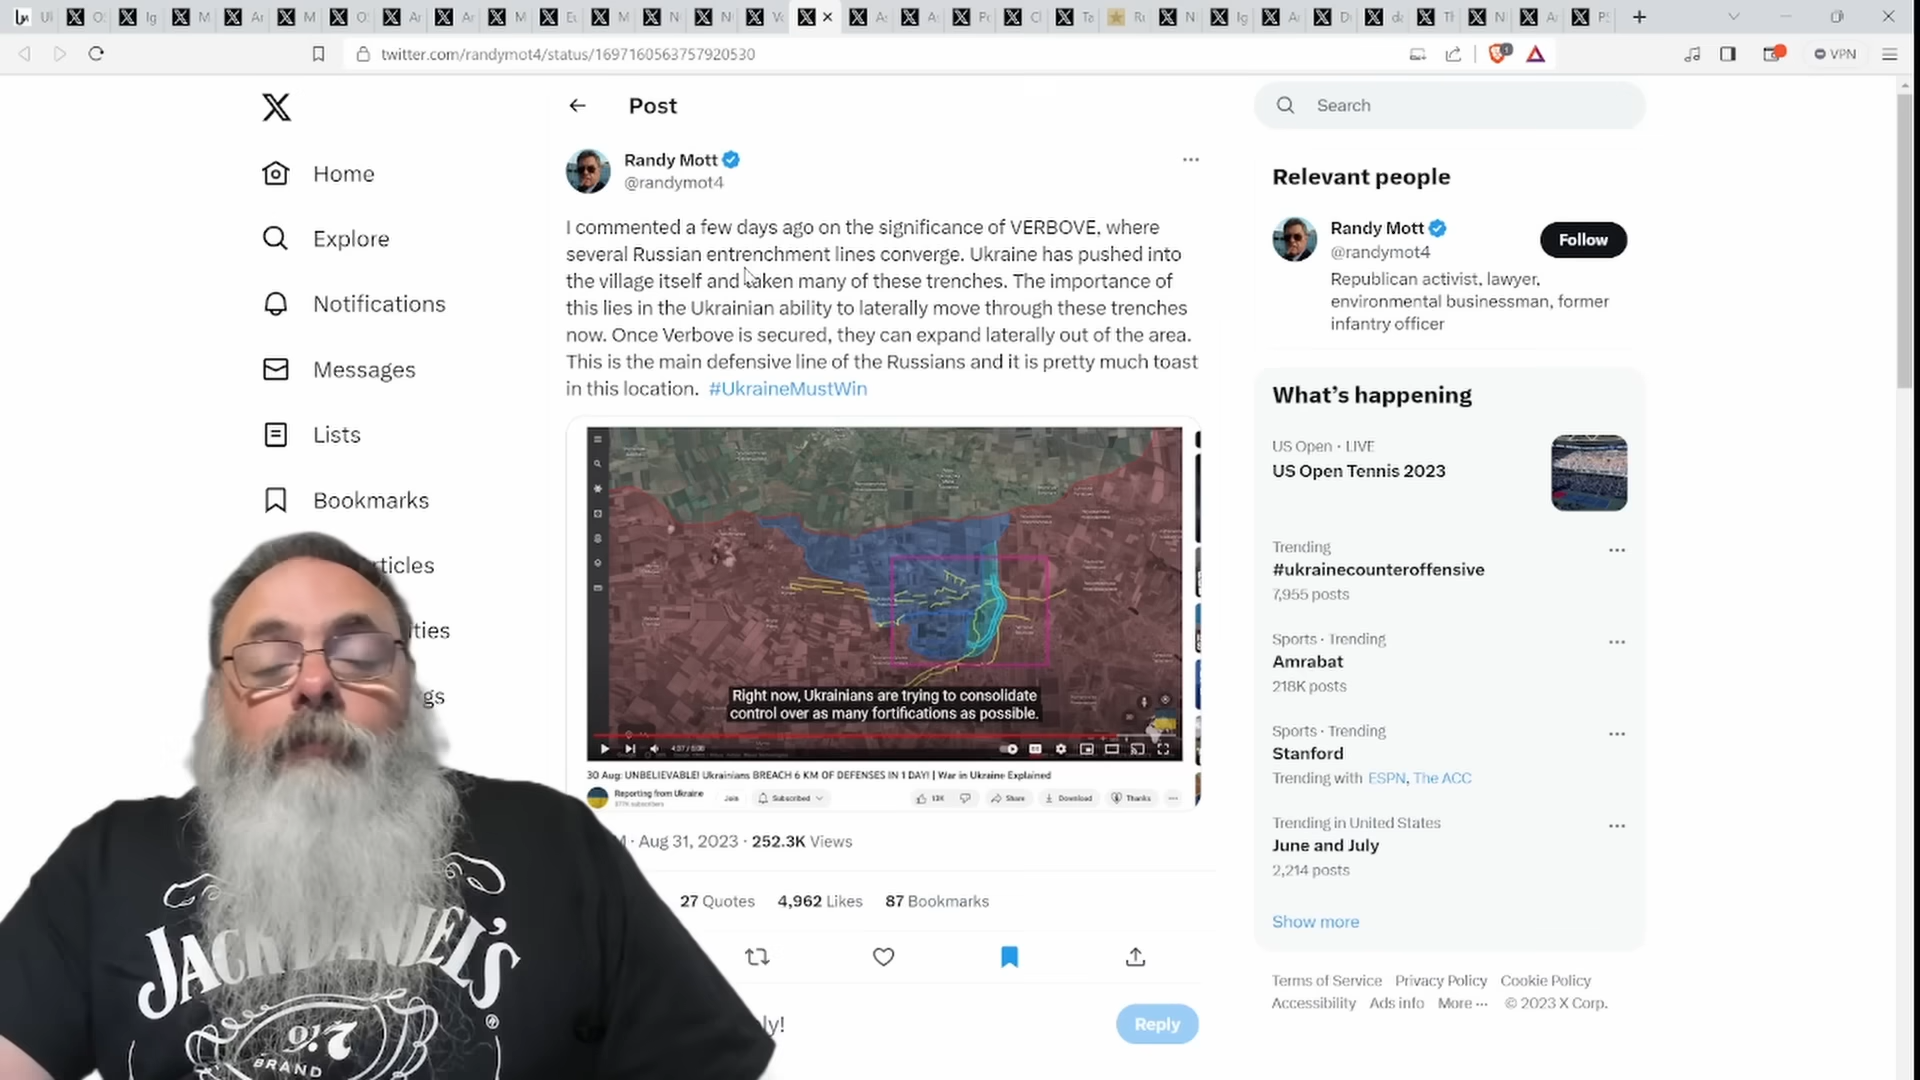 twitter.com/randymot4/status/1697160563757920530
VPN
Post
Search
Home
Explore
Notifications
Messages
Lists
Bookmarks
Randy Mott
@randymot4
I commented a few days ago on the significance of VERBOVE, where
several Russian entrenchment lines converge. Ukraine has pushed into
the village itself and taken many of these trenches. The importance of
this lies in the Ukrainian ability to laterally move through these trenches
now. Once Verbove is secured, they can expand laterally out of the area.
This is the main defensive line of the Russians and it is pretty much toast
in this location. #UkraineMustWin
Right now, Ukrainians are trying to consolidate
control over as many fortifications as possible.
30 Aug: UNBELIEVABLE! Ukrainians BREACH 6 KM OF DEFENSES IN 1 DAY! | War in Ukraine Explained
Reporting from Ukraine
Join
Subscribed
13K
Share
Download
Thanks
· Aug 31, 2023 · 252.3K Views
27 Quotes 4,962 Likes 87 Bookmarks
ly!
Reply
Relevant people
Randy Mott
@randymot4
Follow
Republican activist, lawyer,
environmental businessman, former
infantry officer
What's happening
US Open · LIVE
US Open Tennis 2023
Trending
#ukrainecounteroffensive
7,955 posts
Sports · Trending
Amrabat
218K posts
Sports · Trending
Stanford
Trending with ESPN, The ACC
Trending in United States
June and July
2,214 posts
Show more
Terms of Service Privacy Policy Cookie Policy
Accessibility Ads info More ··· © 2023 X Corp.
JACK DANIEL'S
BRAND